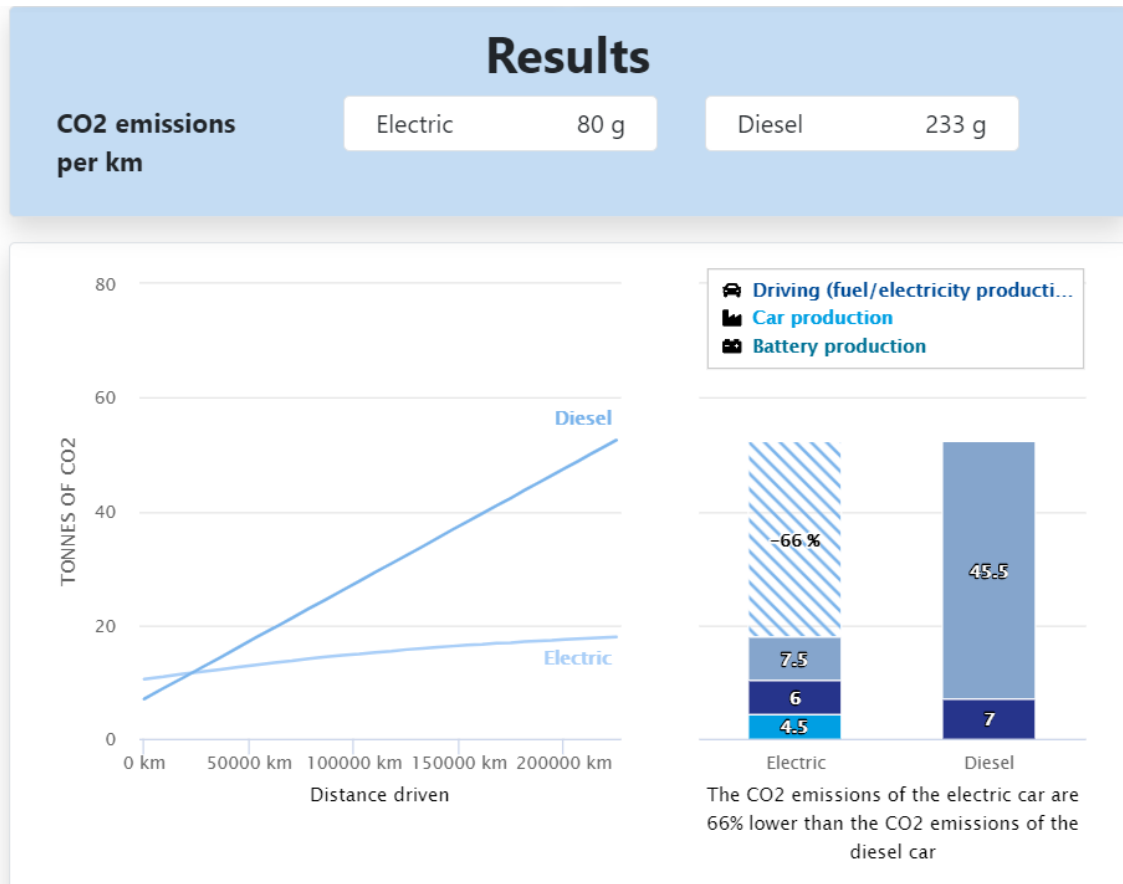 Results
CO2 emissions
per km
Electric 80 g
Diesel 233 g
80
60
40
20
0
TONNES OF CO2
Diesel
Electric
0 km 50000 km 100000 km 150000 km 200000 km
Distance driven
Driving (fuel/electricity producti...
Car production
Battery production
-66 %
7.5
6
4.5
45.5
7
Electric Diesel
The CO2 emissions of the electric car are
66% lower than the CO2 emissions of the
diesel car